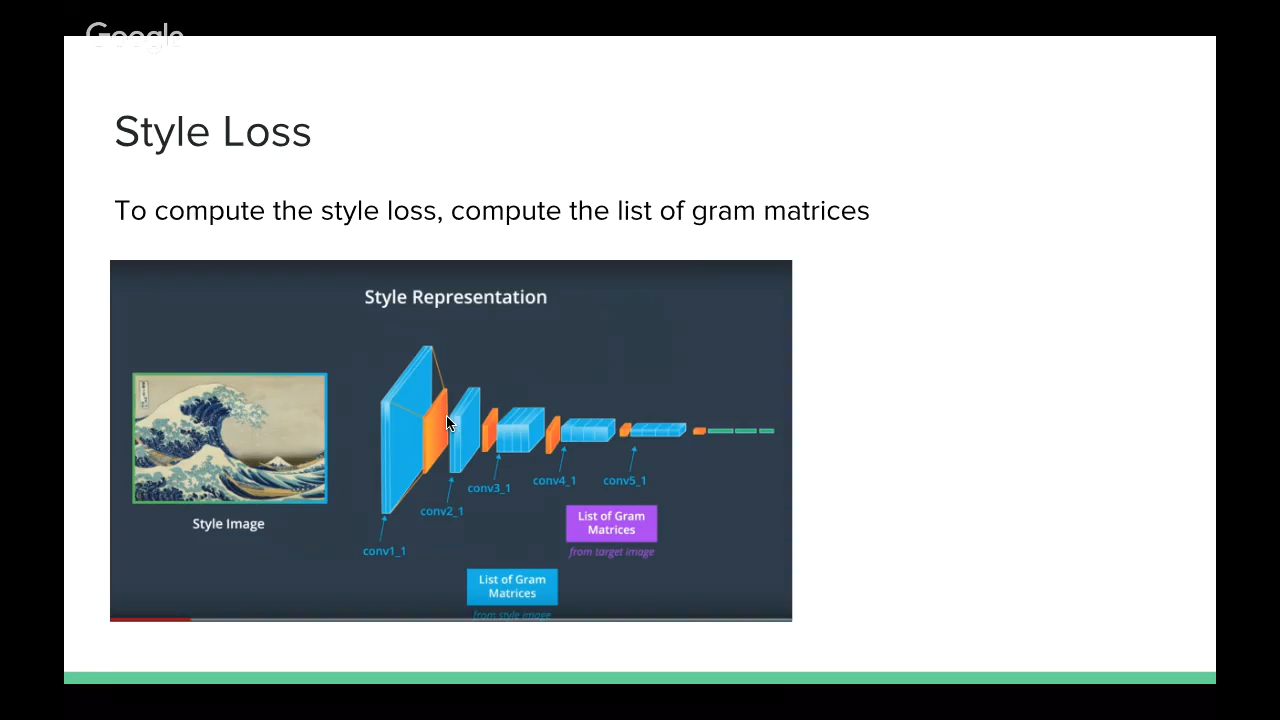 Google
Style Loss
To compute the style loss, compute the list of gram matrices
Style Representation
Style Image
conv1_1
conv2_1
conv3_1
conv4_1
conv5_1
List of Gram
Matrices
from target image
List of Gram
Matrices
from style image